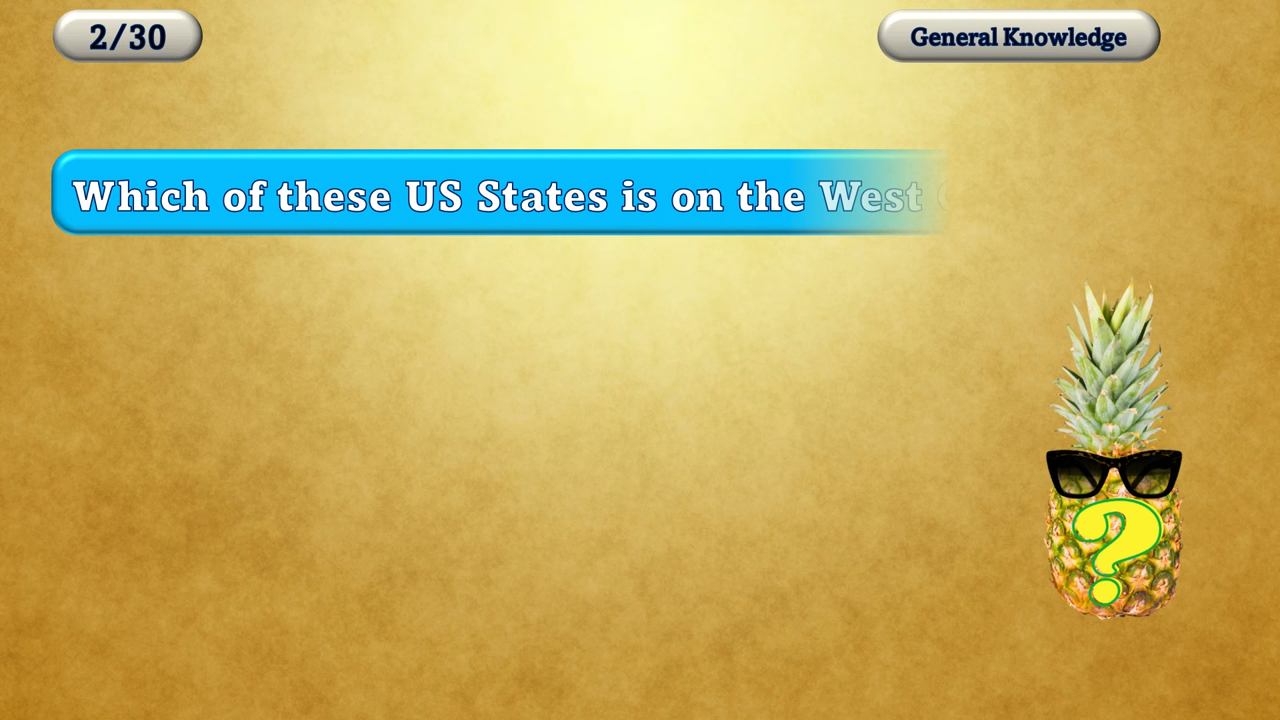 2/30
General Knowledge
Which of these US States is on the West
?